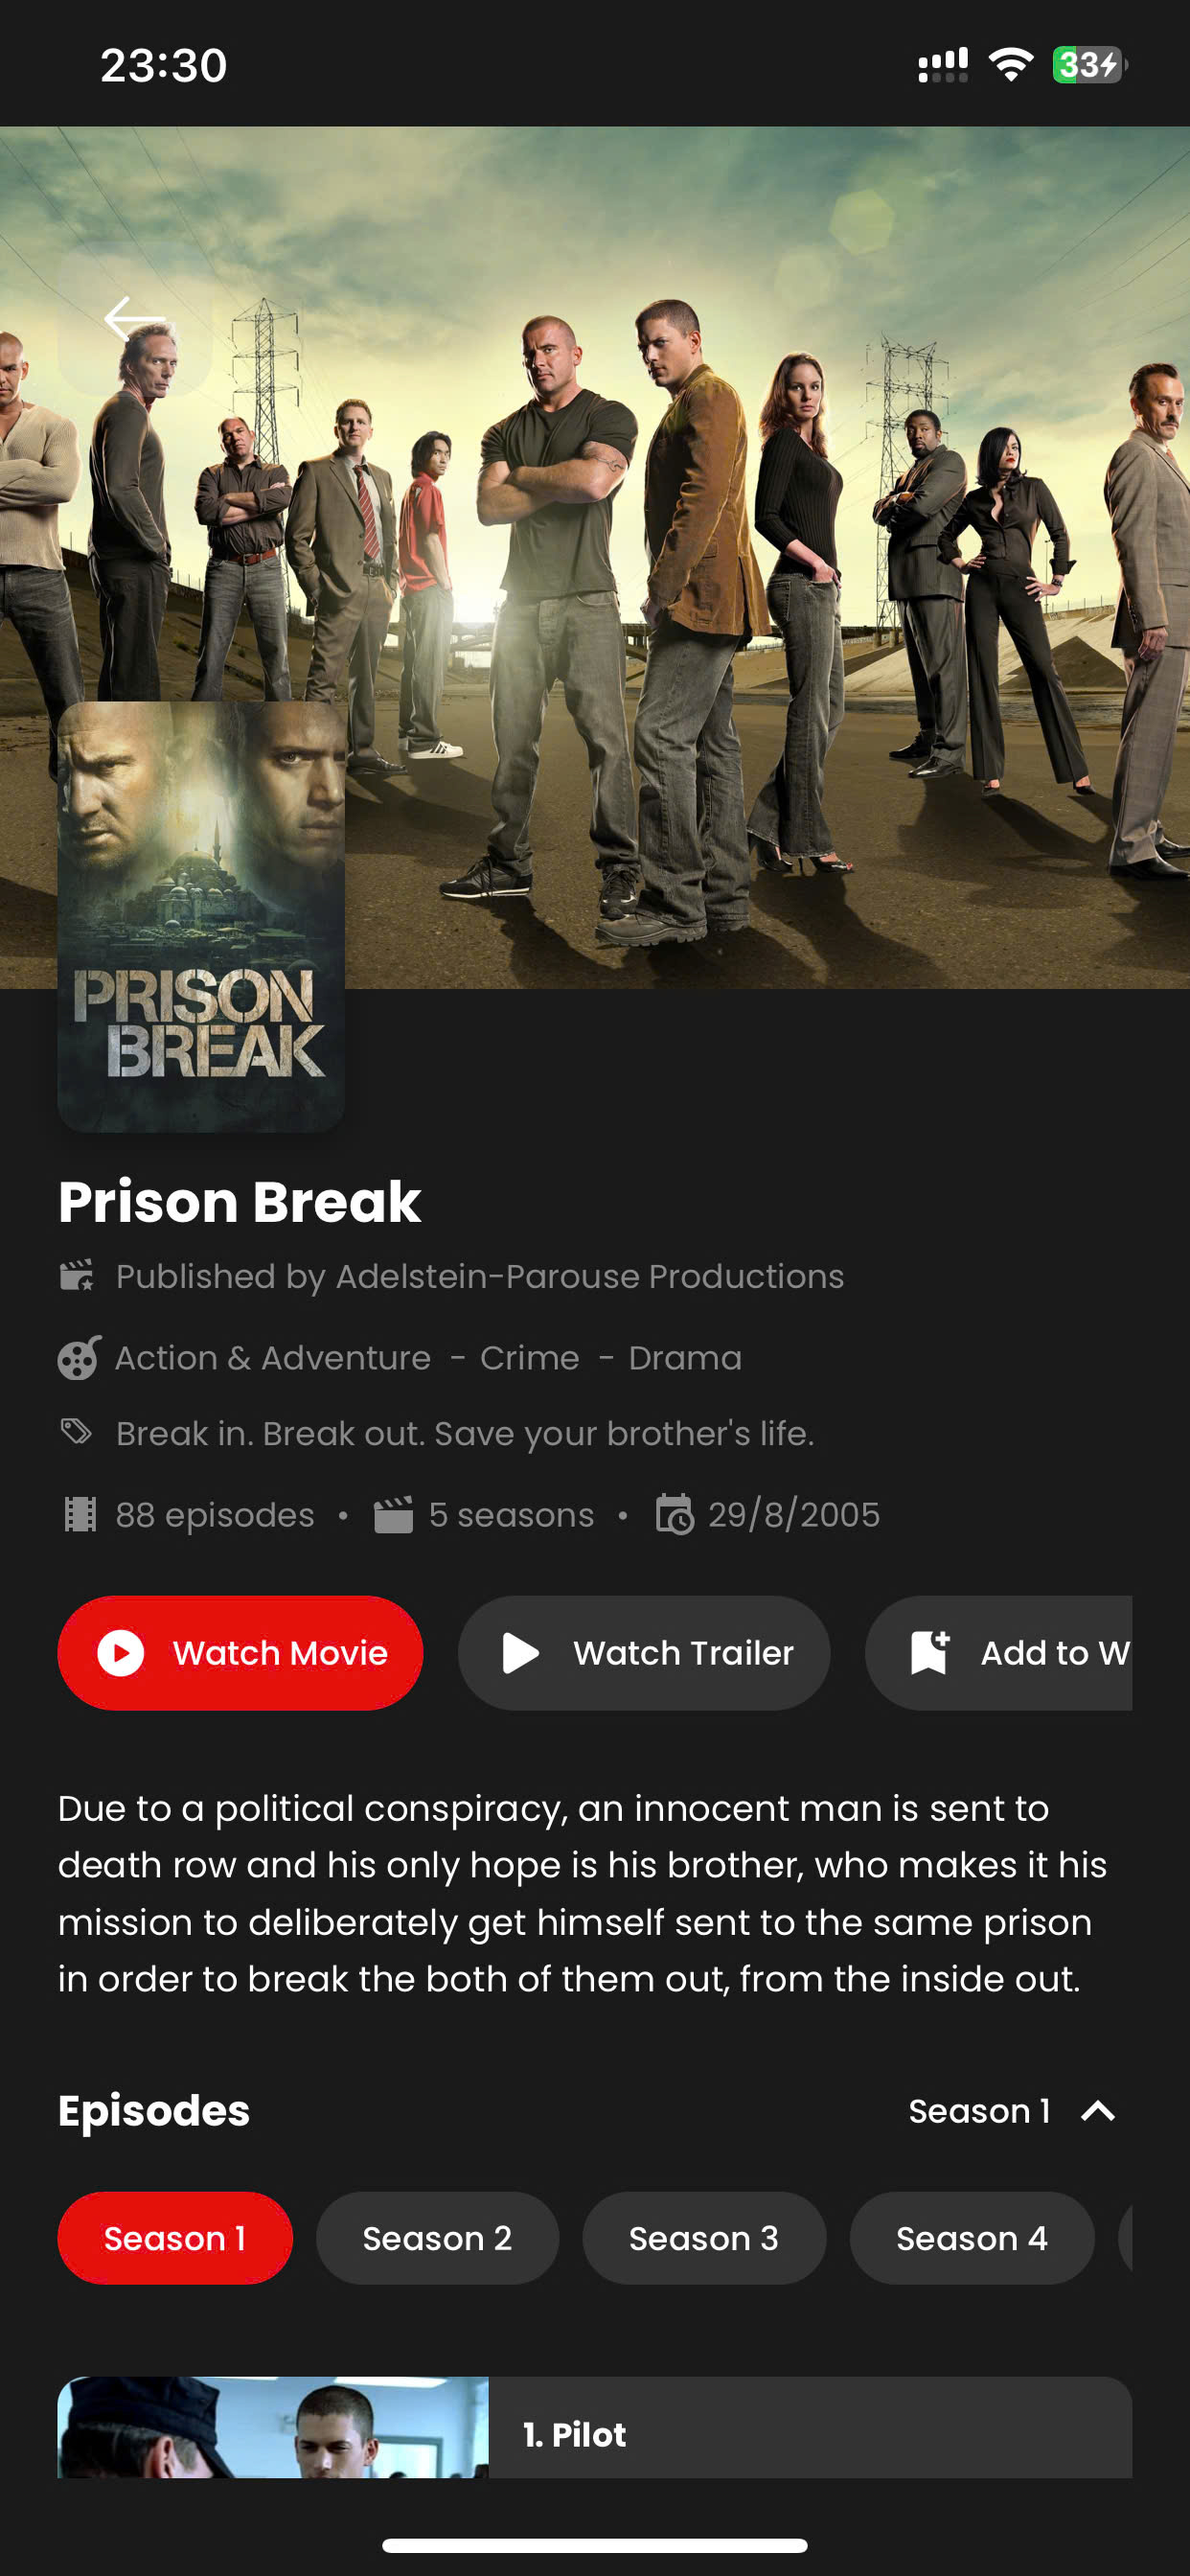 23:30
33
PRISON
BREAK
Prison Break
Published by Adelstein-Parouse Productions
Action & Adventure - Crime - Drama
Break in. Break out. Save your brother's life.
88 episodes • 5 seasons • 29/8/2005
Watch Movie Watch Trailer Add to W
Due to a political conspiracy, an innocent man is sent to
death row and his only hope is his brother, who makes it his
mission to deliberately get himself sent to the same prison
in order to break the both of them out, from the inside out.
Episodes Season 1
Season 1 Season 2 Season 3 Season 4
1. Pilot